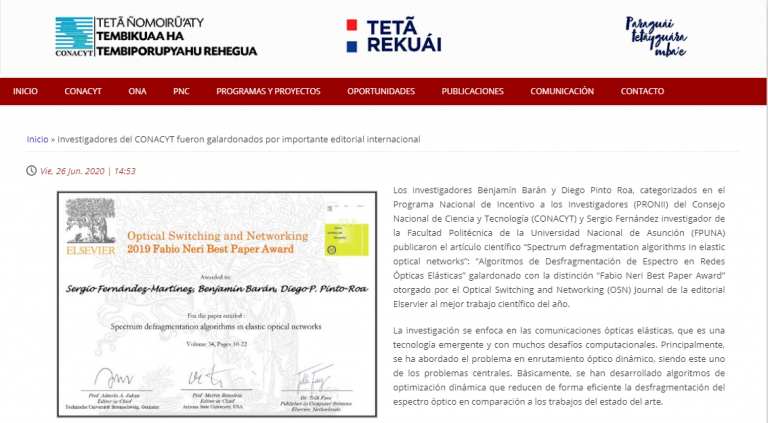 CONACYT
TETÃ ÑOMOIRŨ'ATY
TEMBIKUAA HA
TEMBIPORUPYAHU REHEGUA
TETÃ
REKUÁI
Paraguái
tetãyguára
mba'e
INICIO CONACYT ONA PNC PROGRAMAS Y PROYECTOS OPORTUNIDADES PUBLICACIONES COMUNICACIÓN CONTACTO
Inicio » Investigadores del CONACYT fueron galardonados por importante editorial internacional
Vie, 26 Jun. 2020 | 14:53
ELSEVIER
Optical Switching and Networking
2019 Fabio Neri Best Paper Award
Awarded to:
Sergio Fernández-Martínez, Benjamín Barán, Diego P. Pinto-Roa
For the paper entitled :
Spectrum defragmentation algorithms in elastic optical networks
Volume 34, Pages 10-22
Prof. Admela A. Jukan
Editor in Chief
Technische Universität Braunschweig, Germany
Prof. Martin Reisslein
Editor in Chief
Arizona State University, USA
Publisher in Computer Science
Elsevier, Netherlands
Los investigadores Benjamín Barán y Diego Pinto Roa, categorizados en el
Programa Nacional de Incentivo a los Investigadores (PRONII) del Consejo
Nacional de Ciencia y Tecnología (CONACYT) y Sergio Fernández investigador de
la Facultad Politécnica de la Universidad Nacional de Asunción (FPUNA)
publicaron el artículo científico "Spectrum defragmentation algorithms in elastic
optical networks": "Algoritmos de Desfragmentación de Espectro en Redes
Ópticas Elásticas" galardonado con la distinción "Fabio Neri Best Paper Award"
otorgado por el Optical Switching and Networking (OSN) Journal de la editorial
Elservier al mejor trabajo científico del año.
La investigación se enfoca en las comunicaciones ópticas elásticas, que es una
tecnología emergente y con muchos desafíos computacionales. Principalmente,
se ha abordado el problema en enrutamiento óptico dinámico, siendo este uno
de los problemas centrales. Básicamente, se han desarrollado algoritmos de
optimización dinámica que reducen de forma eficiente la desfragmentación del
espectro óptico en comparación a los trabajos del estado del arte.